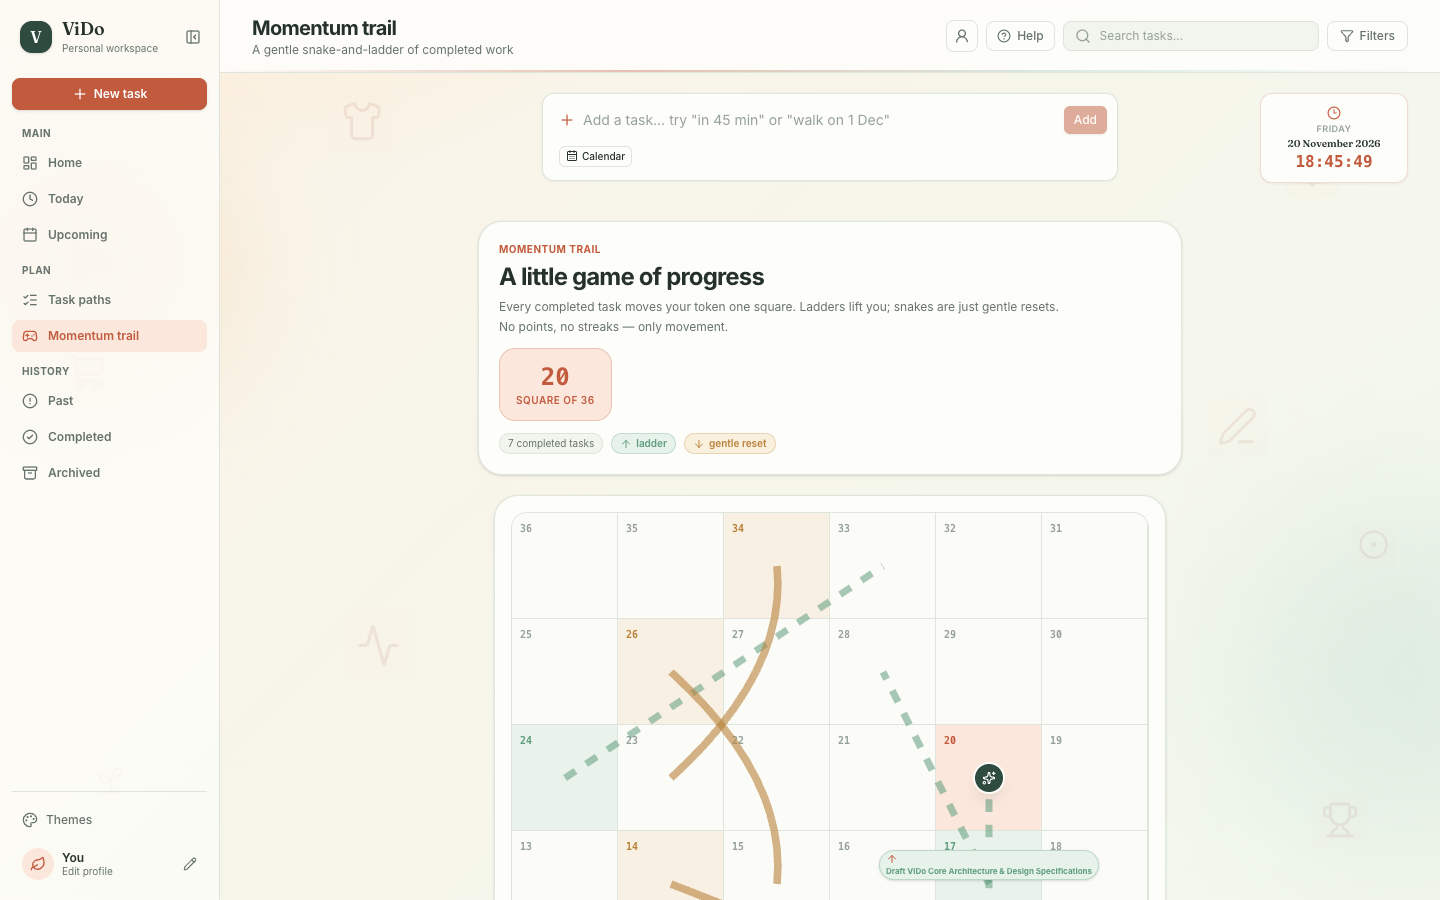 V
ViDo
Personal workspace
New task
MAIN
Home
Today
Upcoming
PLAN
Task paths
Momentum trail
HISTORY
Past
Completed
Archived
Themes
You
Edit profile
Momentum trail
A gentle snake-and-ladder of completed work
Help
Search tasks...
Filters
Add a task... try "in 45 min" or "walk on 1 Dec"
Add
Calendar
FRIDAY
20 November 2026
18:45:49
MOMENTUM TRAIL
A little game of progress
Every completed task moves your token one square. Ladders lift you; snakes are just gentle resets.
No points, no streaks — only movement.
20
SQUARE OF 36
7 completed tasks
ladder
gentle reset
36 35 34 33 32 31
25 26 27 28 29 30
24 23 22 21 20 19
13 14 15 16 17 18
Draft ViDo Core Architecture & Design Specifications